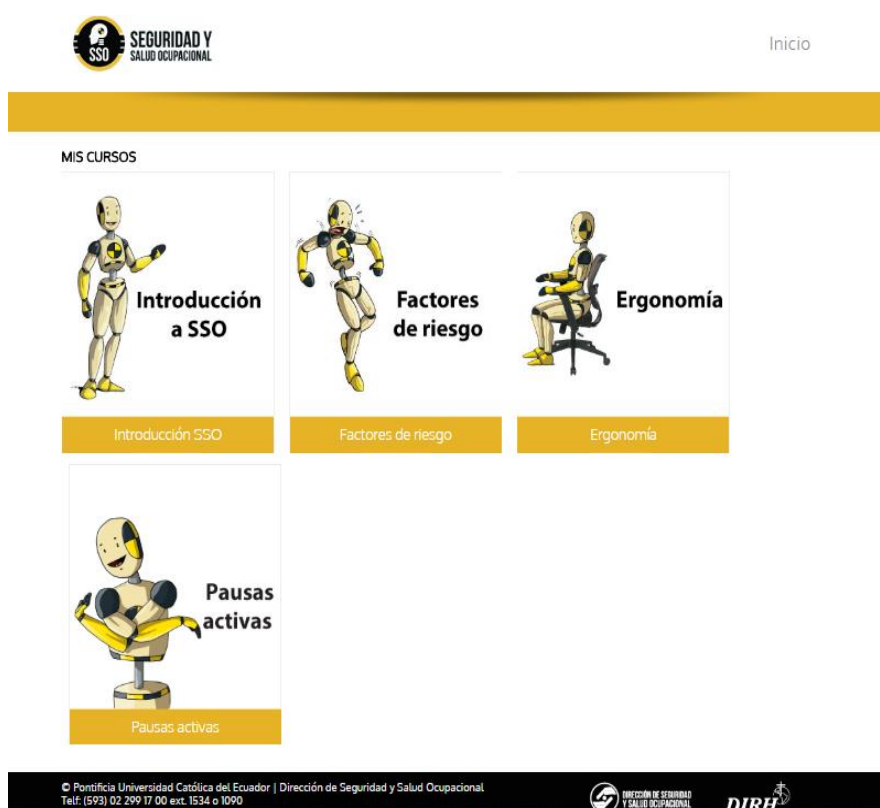 SSO
SEGURIDAD Y
SALUD OCUPACIONAL
Inicio
MIS CURSOS
Introducción
a SSO
Factores
de riesgo
Ergonomía
Introducción SSO
Factores de riesgo
Ergonomía
Pausas
activas
Pausas activas
© Pontificia Universidad Católica del Ecuador | Dirección de Seguridad y Salud Ocupacional
Telf: (593) 02 299 17 00 ext. 1534 o 1090
DIRECCIÓN DE SEGURIDAD
Y SALUD OCUPACIONAL
DIRH